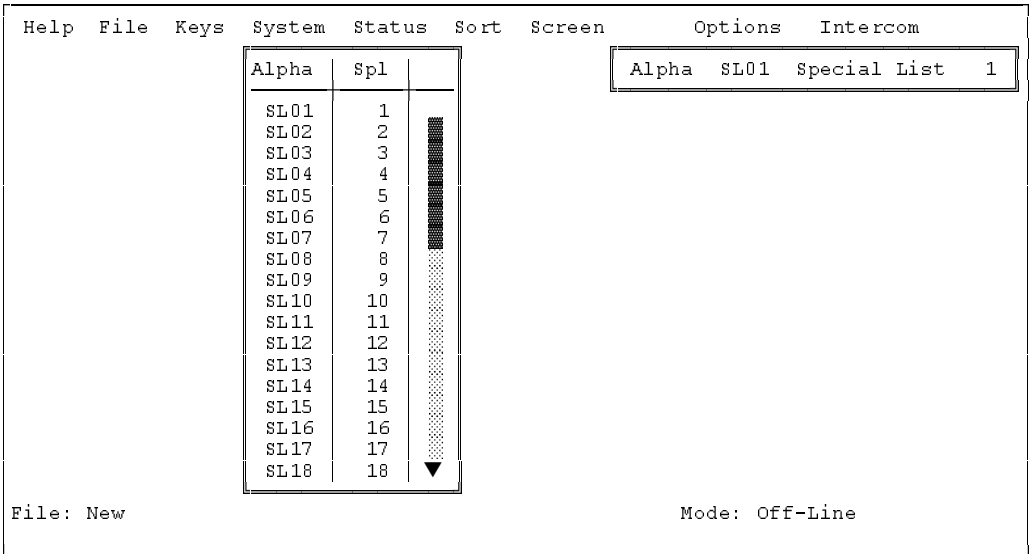 Help File Keys System Status Sort Screen Options Intercom
Alpha Spl
Alpha SL01 Special List 1
SL01 1
SL02 2
SL03 3
SL04 4
SL05 5
SL06 6
SL07 7
SL08 8
SL09 9
SL10 10
SL11 11
SL12 12
SL13 13
SL14 14
SL15 15
SL16 16
SL17 17
SL18 18
File: New Mode: Off-Line